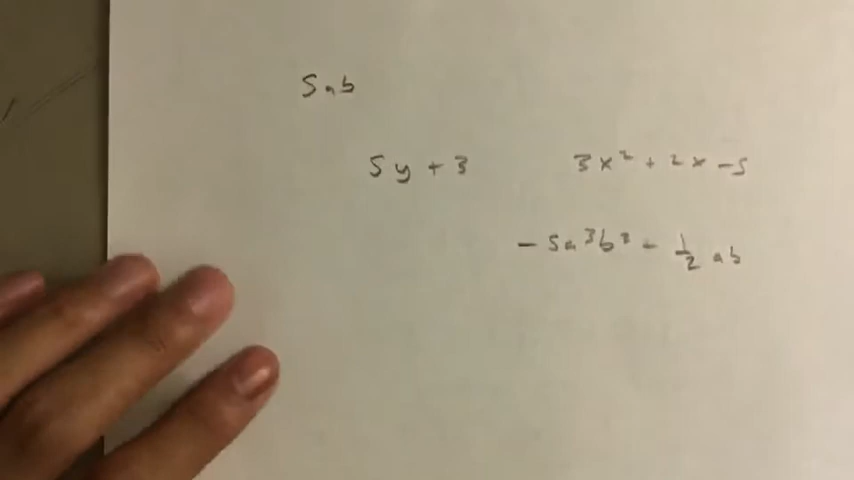 5ab
5y + 3
3x² + 2x - 5
- 5a³b² - 1/2 ab